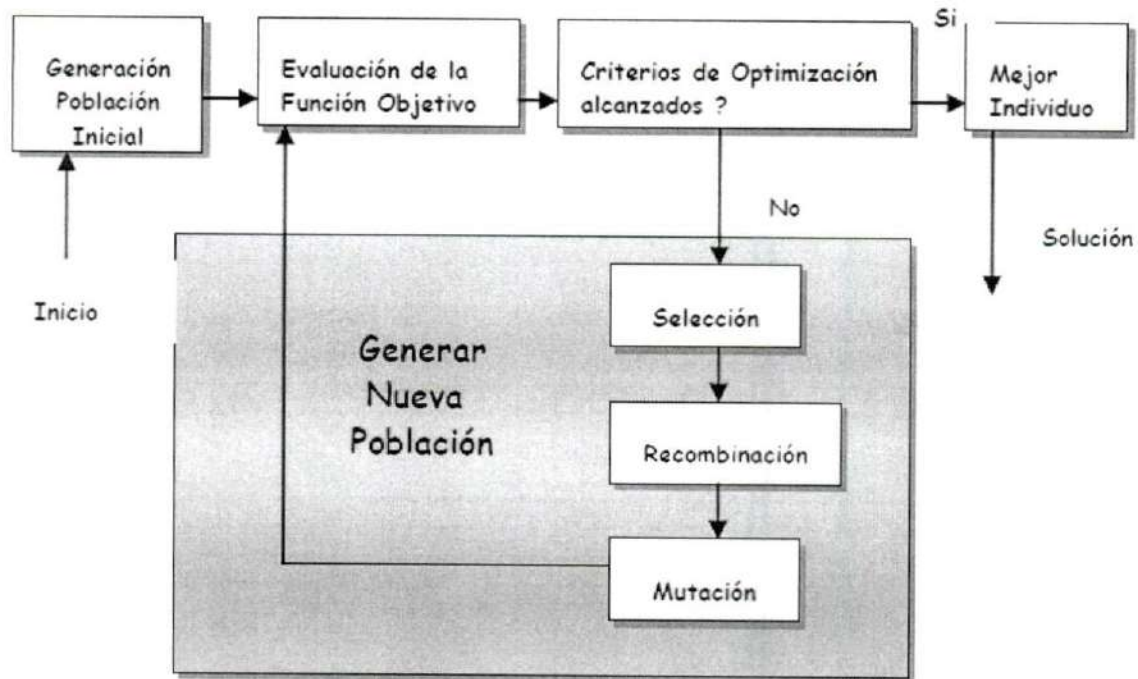 Si
Generación
Población
Inicial
Evaluación de la
Función Objetivo
Criterios de Optimización
alcanzados ?
Mejor
Individuo
No
Solución
Inicio
Selección
Generar
Nueva
Población
Recombinación
Mutación